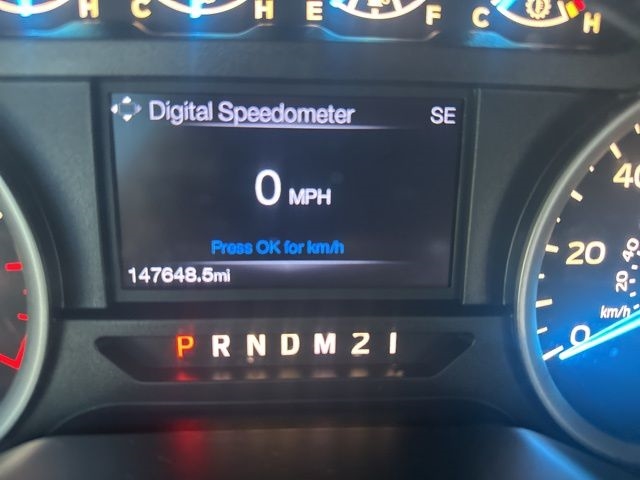 H C H E F C H
Digital Speedometer SE
0 MPH
Press OK for km/h
147648.5mi
P R N D M 2 1
40
20
0
40
20
km/h